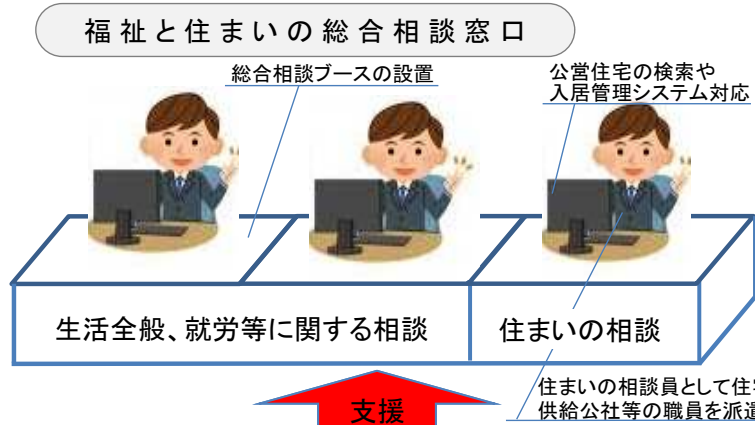 福祉と住まいの総合相談窓口
総合相談ブースの設置
公営住宅の検索や
入居管理システム対応
生活全般、就労等に関する相談
住まいの相談
住まいの相談員として住宅
供給公社等の職員を派遣
支援